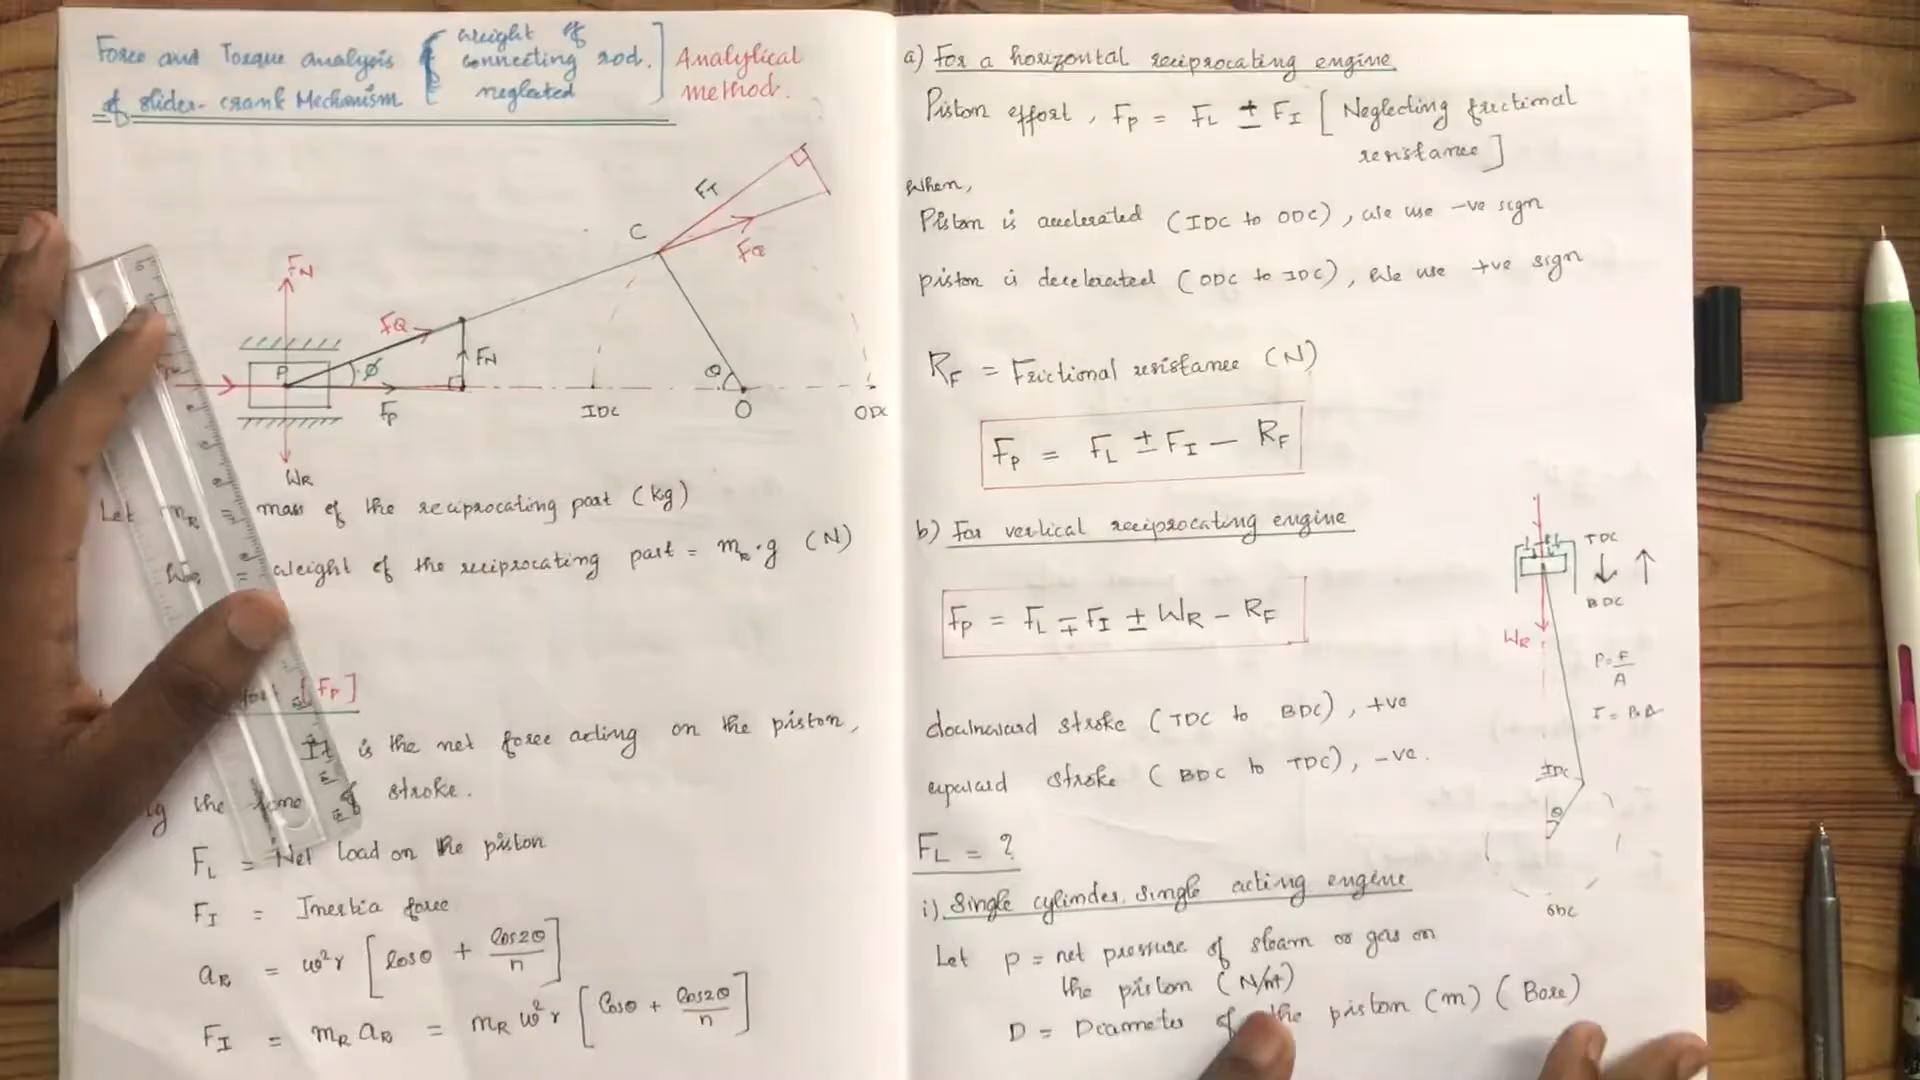 Force and Torque analysis
of slider-crank Mechanism
weight of
connecting rod.
neglected
Analytical
method.
FT
C
FQ
FN
FQ
FN
P
φ
θ
Fp
IDC
O
ODC
WR
Let mR = mass of the reciprocating part (kg)
= weight of the reciprocating part = mR·g (N)
[Fp]
It is the net force acting on the piston,
the stroke.
FL = Net load on the piston
FI = Inertia force
aR = ω²r [cosθ + cos2θ/n]
FI = mR aR = mR ω²r [cosθ + cos2θ/n]
a) For a horizontal reciprocating engine
Piston effort, Fp = FL ± FI [Neglecting frictional
resistance]
when,
Piston is accelerated (IDC to ODC), we use -ve sign
piston is decelerated (ODC to IDC), we use +ve sign
RF = Frictional resistance (N)
Fp = FL ± FI - RF
b) For vertical reciprocating engine
Fp = FL ∓ FI ± WR - RF
TDC
BDC
WR
P = F/A
downward stroke (TDC to BDC), +ve
upward stroke (BDC to TDC), -ve.
IDC
θ
ODC
FL = ?
i) Single cylinder. Single acting engine
Let p = net pressure of steam or gas on
the piston (N/m²)
D = Diameter of the piston (m) (Bore)